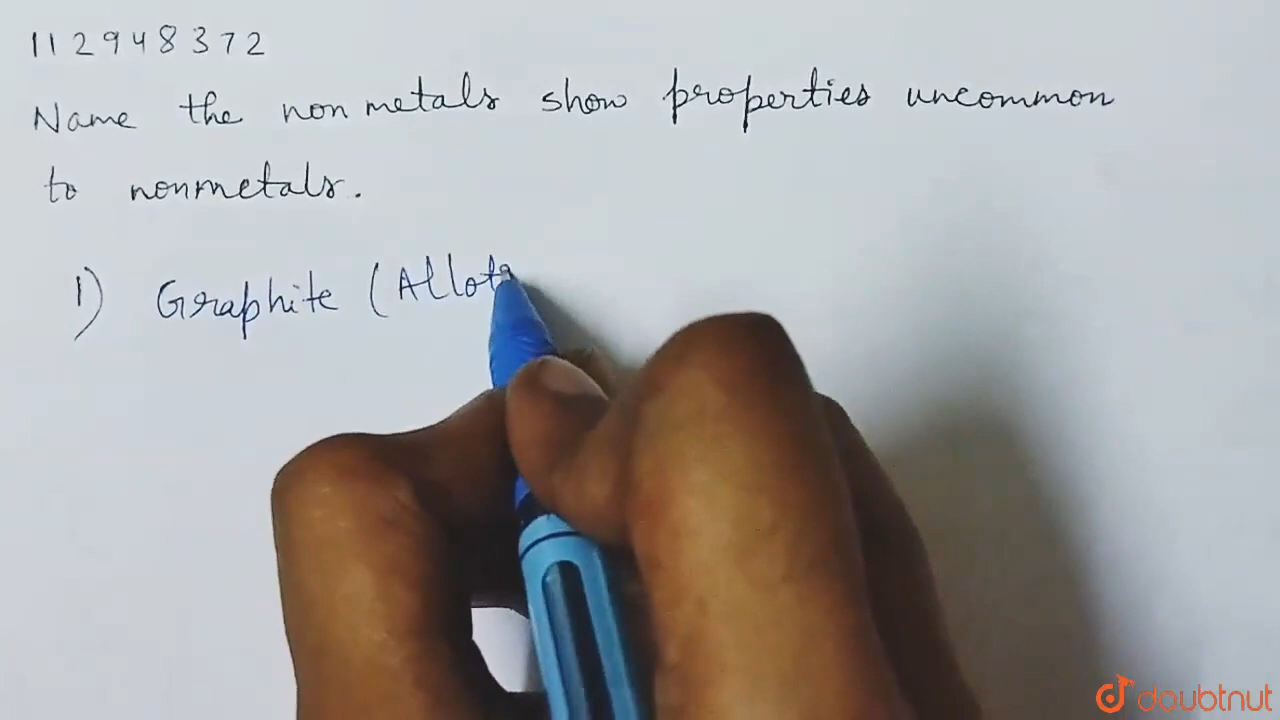 112948372
Name the non metals show properties uncommon
to nonmetals.
1) Graphite (Allot
doubtnut